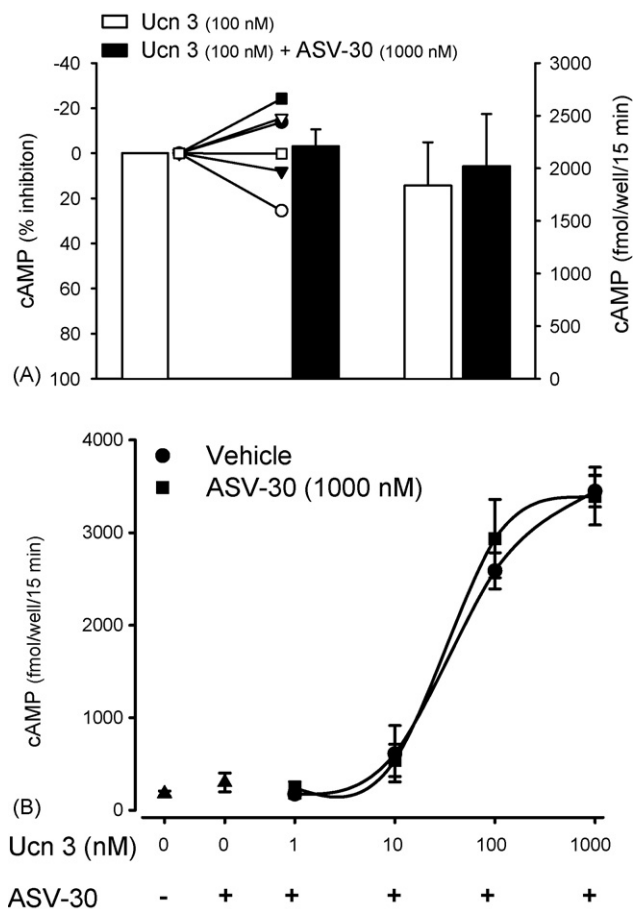 Ucn 3 (100 nM)
Ucn 3 (100 nM) + ASV-30 (1000 nM)
-40
-20
0
20
40
60
80
100
cAMP (% inhibiton)
3000
2500
2000
1500
1000
500
0
cAMP (fmol/well/15 min)
(A)
Vehicle
ASV-30 (1000 nM)
4000
3000
2000
1000
0
cAMP (fmol/well/15 min)
(B)
Ucn 3 (nM) 0 0 1 10 100 1000
ASV-30 - + + + + +